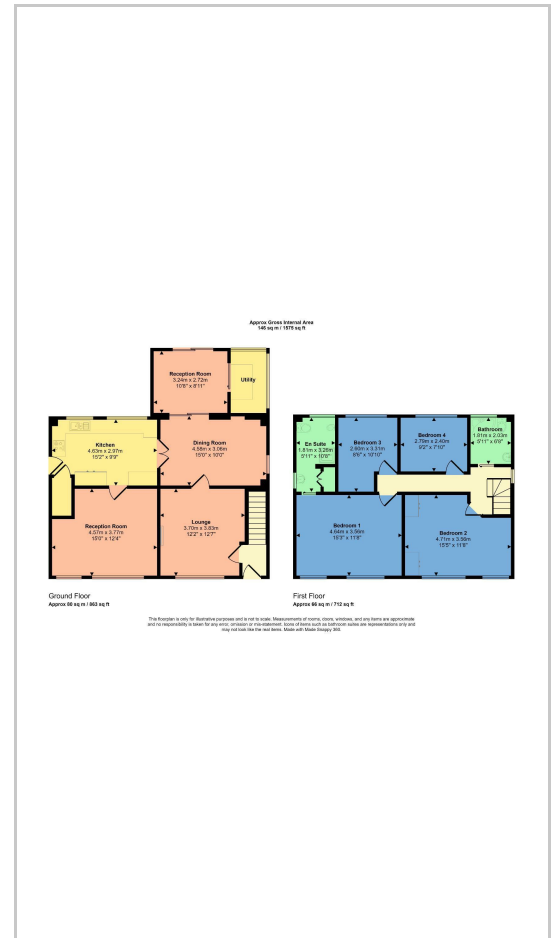 Approx Gross Internal Area
146 sq m / 1575 sq ft
Reception Room
3.24m x 2.72m
10'8" x 8'11"
Utility
Kitchen
4.63m x 2.97m
15'2" x 9'9"
Dining Room
4.58m x 3.06m
15'0" x 10'0"
Reception Room
4.57m x 3.77m
15'0" x 12'4"
Lounge
3.70m x 3.83m
12'2" x 12'7"
En Suite
1.81m x 3.26m
5'11" x 10'8"
Bedroom 3
2.60m x 3.31m
8'6" x 10'10"
Bedroom 4
2.79m x 2.40m
9'2" x 7'10"
Bathroom
1.81m x 2.03m
5'11" x 6'8"
Bedroom 1
4.64m x 3.56m
15'3" x 11'8"
Bedroom 2
4.71m x 3.56m
15'5" x 11'8"
Ground Floor
Approx 80 sq m / 863 sq ft
First Floor
Approx 66 sq m / 712 sq ft
This floorplan is only for illustrative purposes and is not to scale. Measurements of rooms, doors, windows, and any items are approximate
and no responsibility is taken for any error, omission or mis-statement. Icons of items such as bathroom suites are representations only and
may not look like the real items. Made with Made Snappy 360.